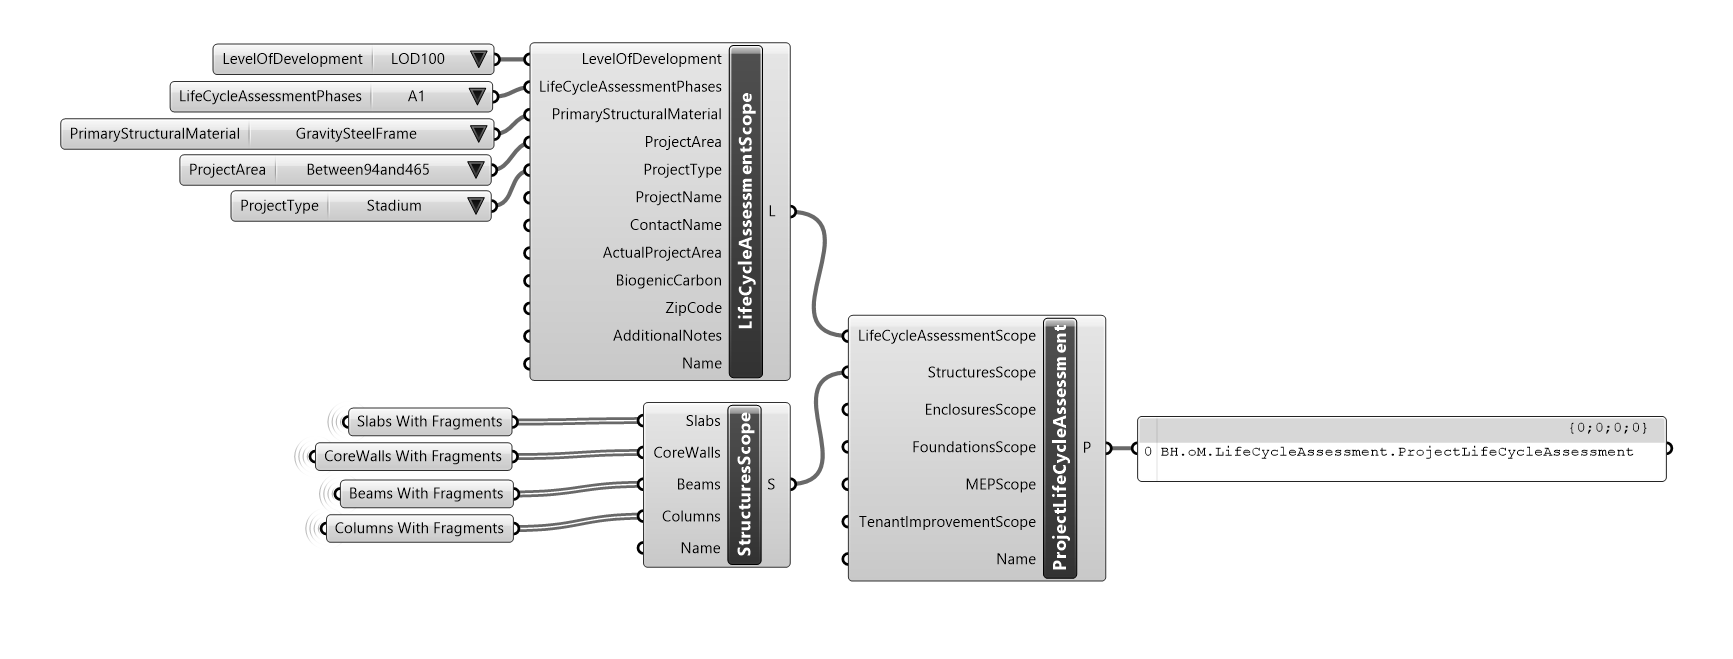 LevelOfDevelopment LOD100
LifeCycleAssessmentPhases A1
PrimaryStructuralMaterial GravitySteelFrame
ProjectArea Between94and465
ProjectType Stadium
LevelOfDevelopment
LifeCycleAssessmentPhases
PrimaryStructuralMaterial
ProjectArea
ProjectType
ProjectName
ContactName
ActualProjectArea
BiogenicCarbon
ZipCode
AdditionalNotes
Name
LifeCycleAssessmentScope
L
Slabs With Fragments
CoreWalls With Fragments
Beams With Fragments
Columns With Fragments
Slabs
CoreWalls
Beams
Columns
Name
StructuresScope
S
LifeCycleAssessmentScope
StructuresScope
EnclosuresScope
FoundationsScope
MEPScope
TenantImprovementScope
Name
ProjectLifeCycleAssessment
P
{0;0;0;0}
0 BH.oM.LifeCycleAssessment.ProjectLifeCycleAssessment